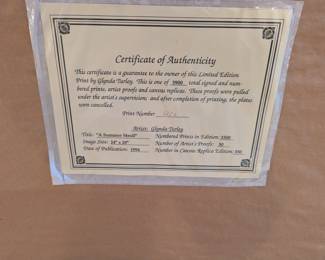 Certificate of Authenticity
This certificate is a guarantee to the owner of this Limited Edition
Print by Glynda Turley. This is one of 3900 total signed and num-
bered prints, artist proofs and canvas replicas. These proofs were pulled
under the artist's supervision; and after completion of printing, the plates
were cancelled.
Print Number
Artist: Glynda Turley
Title: "A Summer Stroll" Numbered Prints in Edition: 3500
Image Size: 18" x 28" Number of Artist's Proofs: 50
Date of Publication: 1994 Number in Canvas Replica Edition: 350